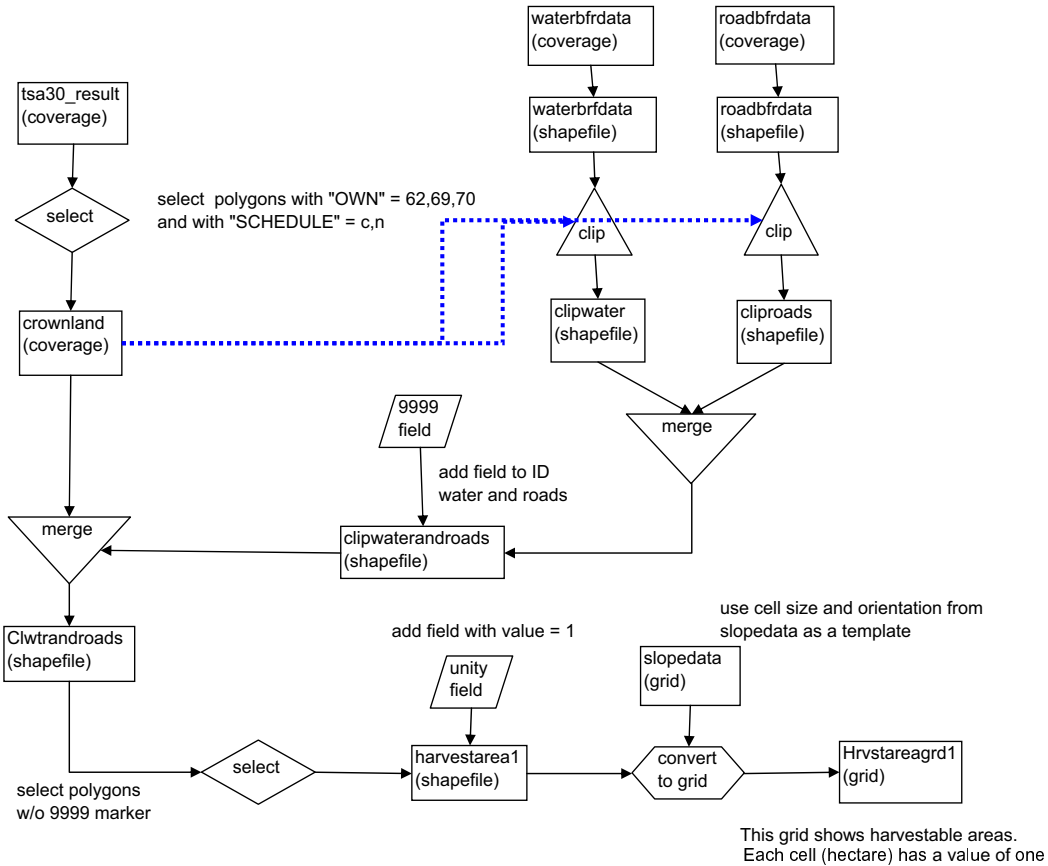 waterbfrdata
(coverage)
roadbfrdata
(coverage)
tsa30_result
(coverage)
waterbrfdata
(shapefile)
roadbfrdata
(shapefile)
select
select  polygons with "OWN" = 62,69,70
and with "SCHEDULE" = c,n
clip
clip
crownland
(coverage)
clipwater
(shapefile)
cliproads
(shapefile)
9999
field
merge
add field to ID
water and roads
merge
clipwaterandroads
(shapefile)
Clwtrandroads
(shapefile)
add field with value = 1
use cell size and orientation from
slopedata as a template
unity
field
slopedata
(grid)
select
harvestarea1
(shapefile)
convert
to grid
Hrvstareagrd1
(grid)
select polygons
w/o 9999 marker
This grid shows harvestable areas.
Each cell (hectare) has a value of one